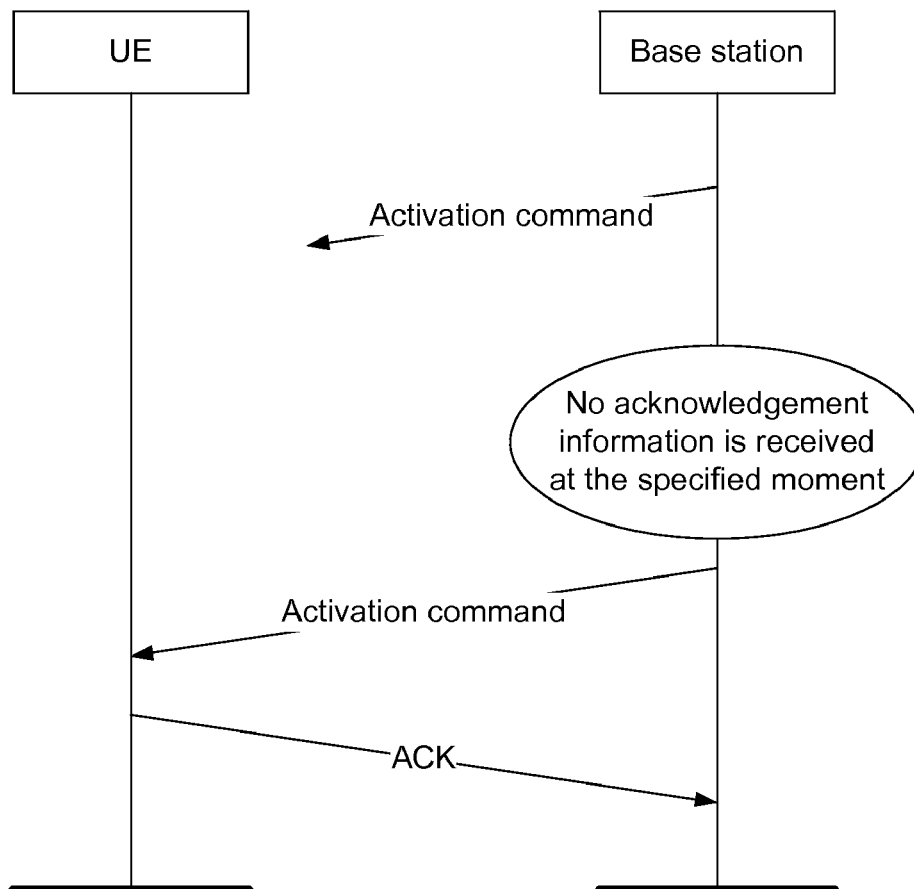 UE
Base station
Activation command
No acknowledgement
information is received
at the specified moment
Activation command
ACK